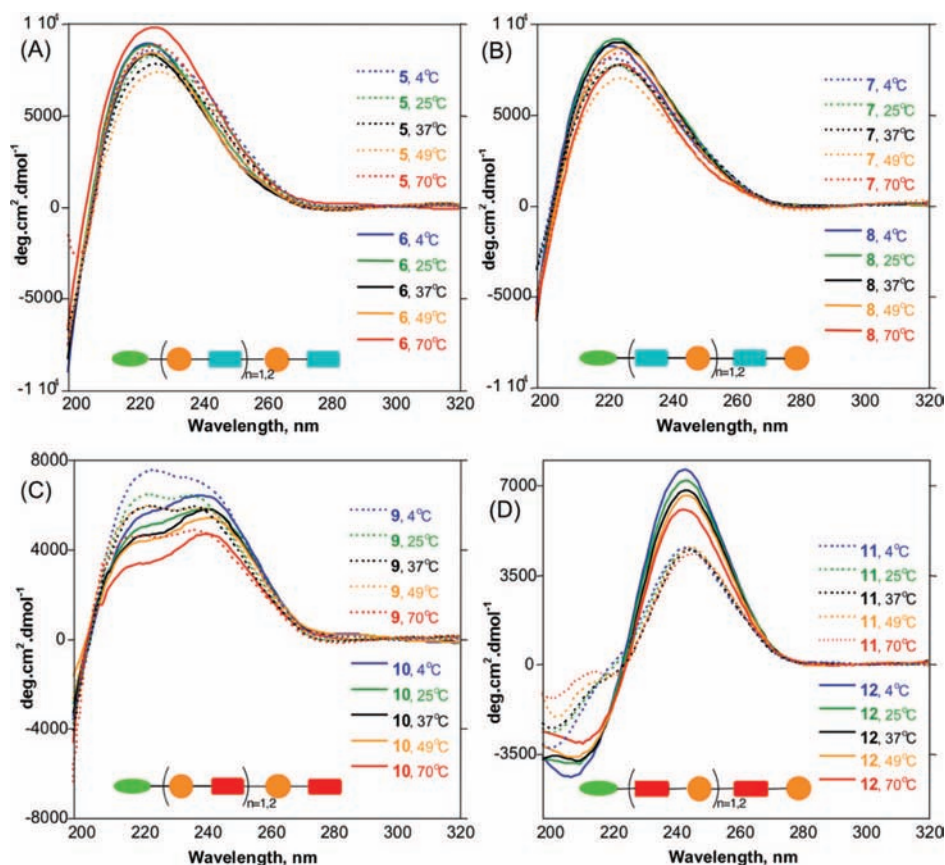 (A)
deg.cm².dmol⁻¹
1 10⁴
5000
0
-5000
-1 10⁴
5, 4°C
5, 25°C
5, 37°C
5, 49°C
5, 70°C
6, 4°C
6, 25°C
6, 37°C
6, 49°C
6, 70°C
n=1,2
200 220 240 260 280 300 320
Wavelength, nm
(B)
deg.cm².dmol⁻¹
1 10⁴
5000
0
-5000
-1 10⁴
7, 4°C
7, 25°C
7, 37°C
7, 49°C
7, 70°C
8, 4°C
8, 25°C
8, 37°C
8, 49°C
8, 70°C
n=1,2
200 220 240 260 280 300 320
Wavelength, nm
(C)
deg.cm².dmol⁻¹
8000
4000
0
-4000
-8000
9, 4°C
9, 25°C
9, 37°C
9, 49°C
9, 70°C
10, 4°C
10, 25°C
10, 37°C
10, 49°C
10, 70°C
n=1,2
200 220 240 260 280 300 320
Wavelength, nm
(D)
deg.cm².dmol⁻¹
7000
3500
0
-3500
11, 4°C
11, 25°C
11, 37°C
11, 49°C
11, 70°C
12, 4°C
12, 25°C
12, 37°C
12, 49°C
12, 70°C
n=1,2
200 220 240 260 280 300 320
Wavelength, nm